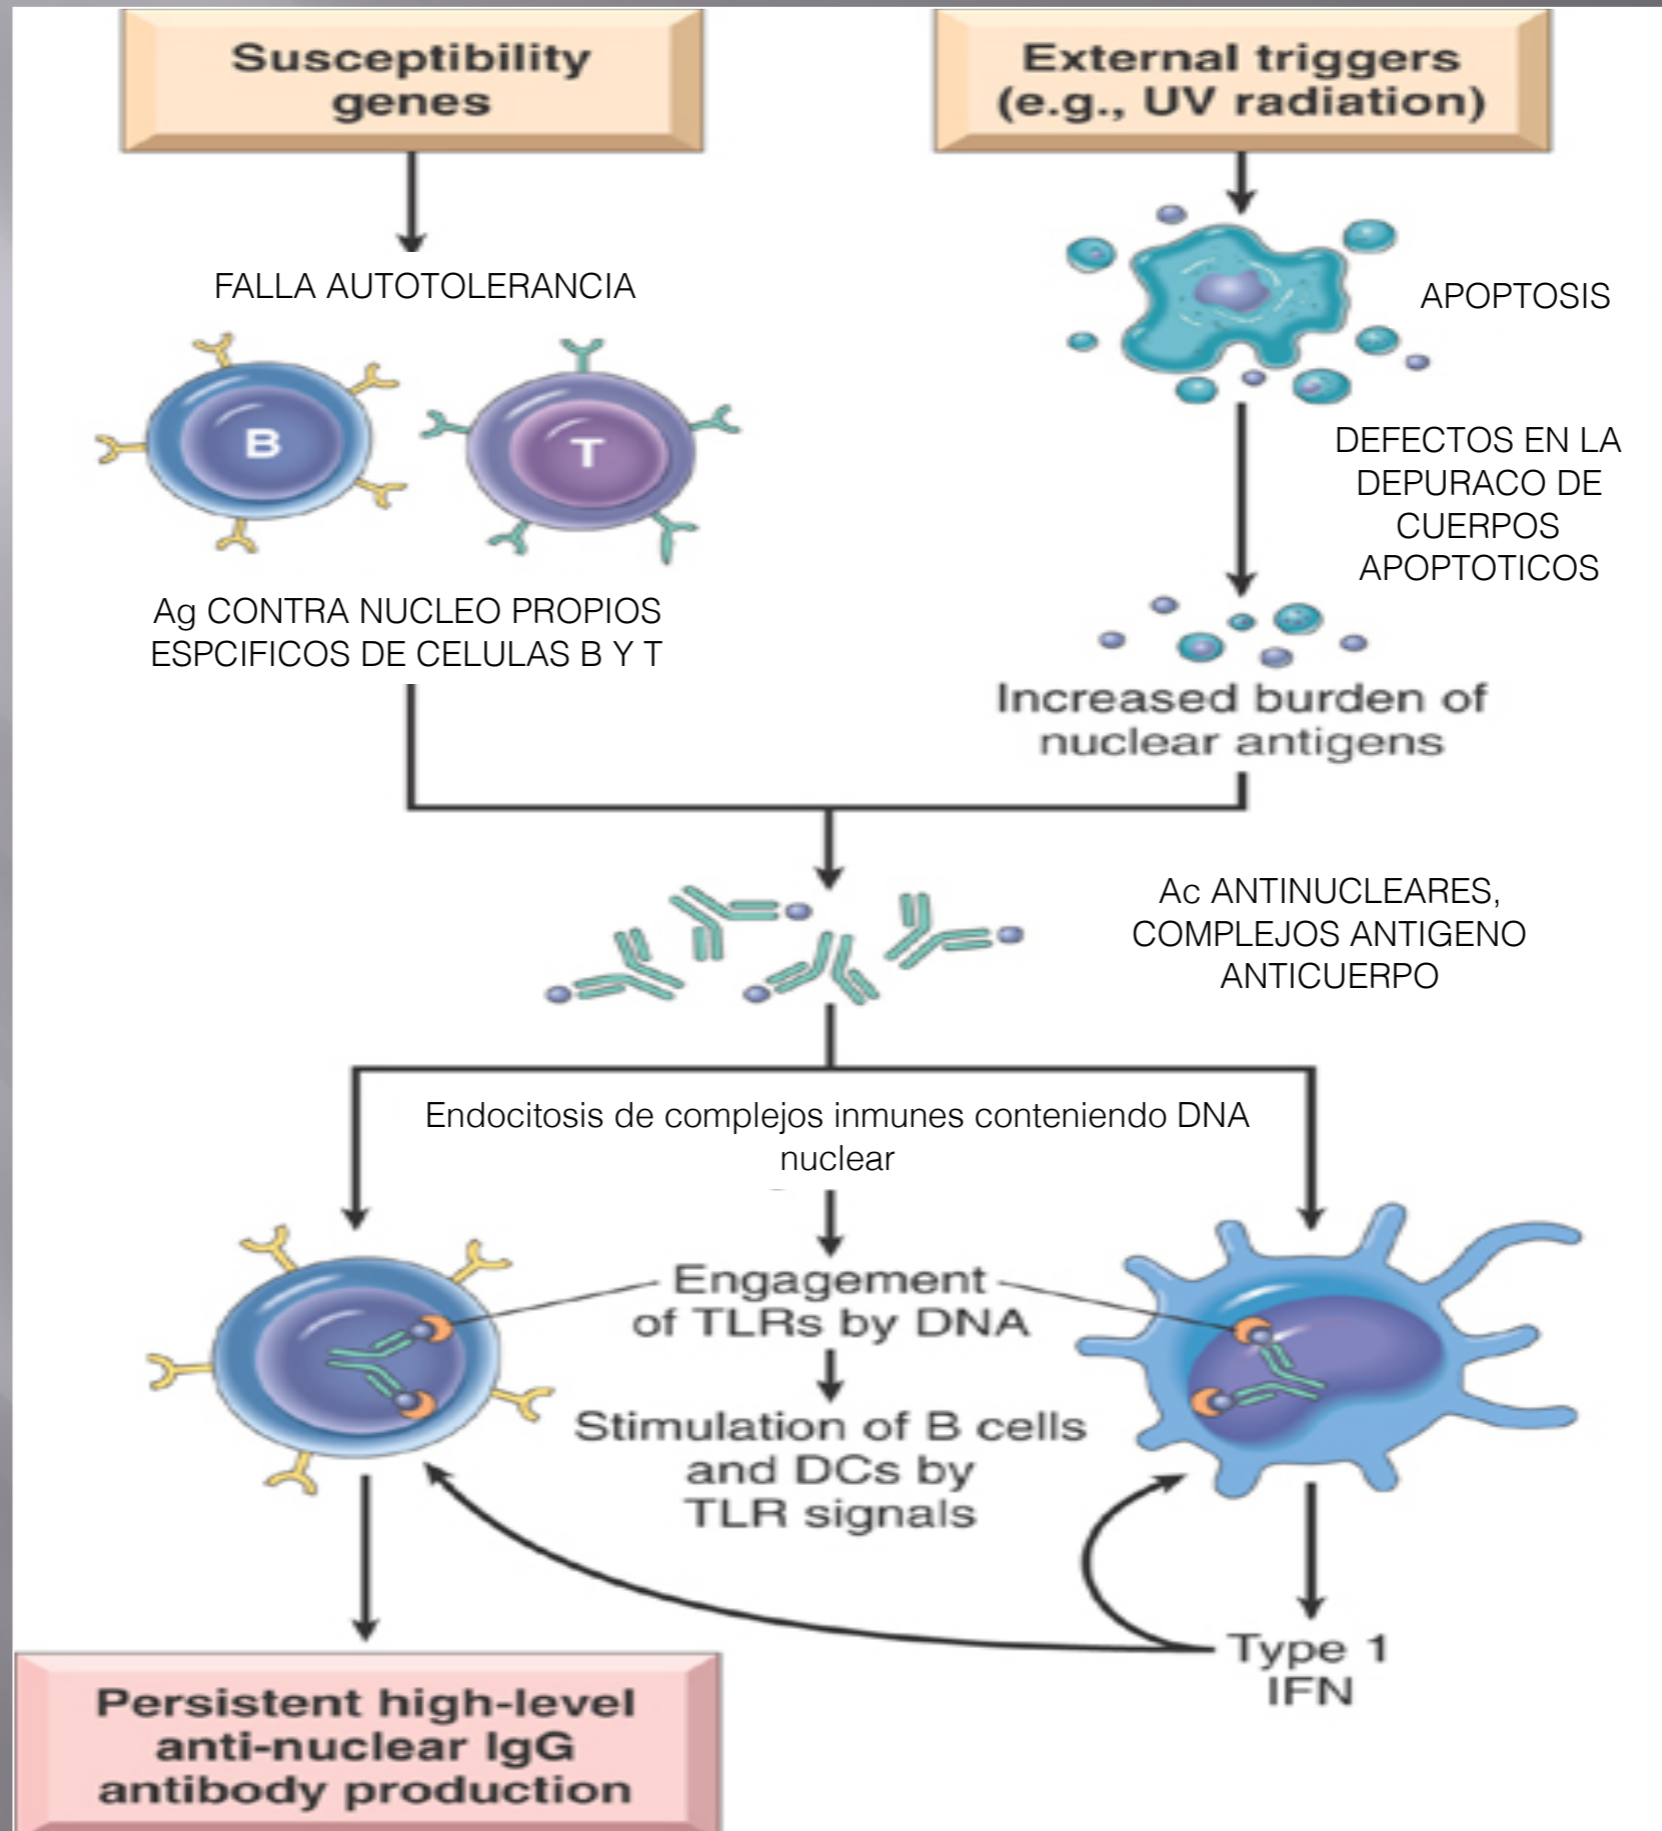 Susceptibility
genes
External triggers
(e.g., UV radiation)
FALLA AUTOTOLERANCIA
APOPTOSIS
B
T
DEFECTOS EN LA
DEPURACO DE
CUERPOS
APOPTOTICOS
Ag CONTRA NUCLEO PROPIOS
ESPCIFICOS DE CELULAS B Y T
Increased burden of
nuclear antigens
Ac ANTINUCLEARES,
COMPLEJOS ANTIGENO
ANTICUERPO
Endocitosis de complejos inmunes conteniendo DNA
nuclear
Engagement
of TLRs by DNA
Stimulation of B cells
and DCs by
TLR signals
Type 1
IFN
Persistent high-level
anti-nuclear IgG
antibody production